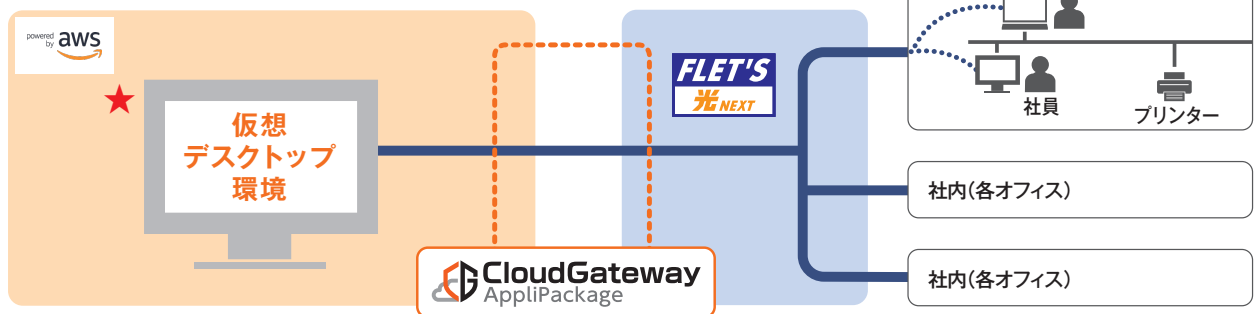 powered
by aws
仮想
デスクトップ
環境
FLET'S
光 NEXT
CloudGateway
AppliPackage
社員
プリンター
社内(各オフィス)
社内(各オフィス)